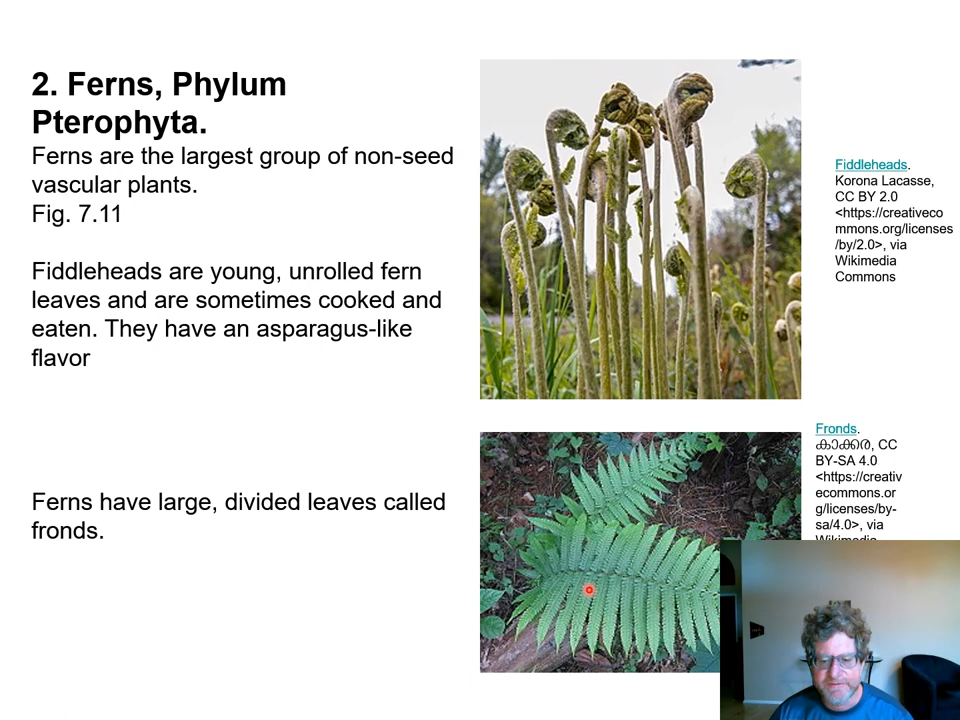 2. Ferns, Phylum
Pterophyta.
Ferns are the largest group of non-seed
vascular plants.
Fig. 7.11
Fiddleheads are young, unrolled fern
leaves and are sometimes cooked and
eaten. They have an asparagus-like
flavor
Ferns have large, divided leaves called
fronds.
Fiddleheads.
Korona Lacasse,
CC BY 2.0
<https://creativeco
mmons.org/licenses
/by/2.0>, via
Wikimedia
Commons
Fronds.
കാക്കര, CC
BY-SA 4.0
<https://creativ
ecommons.or
g/licenses/by-
sa/4.0>, via
Wikimedia